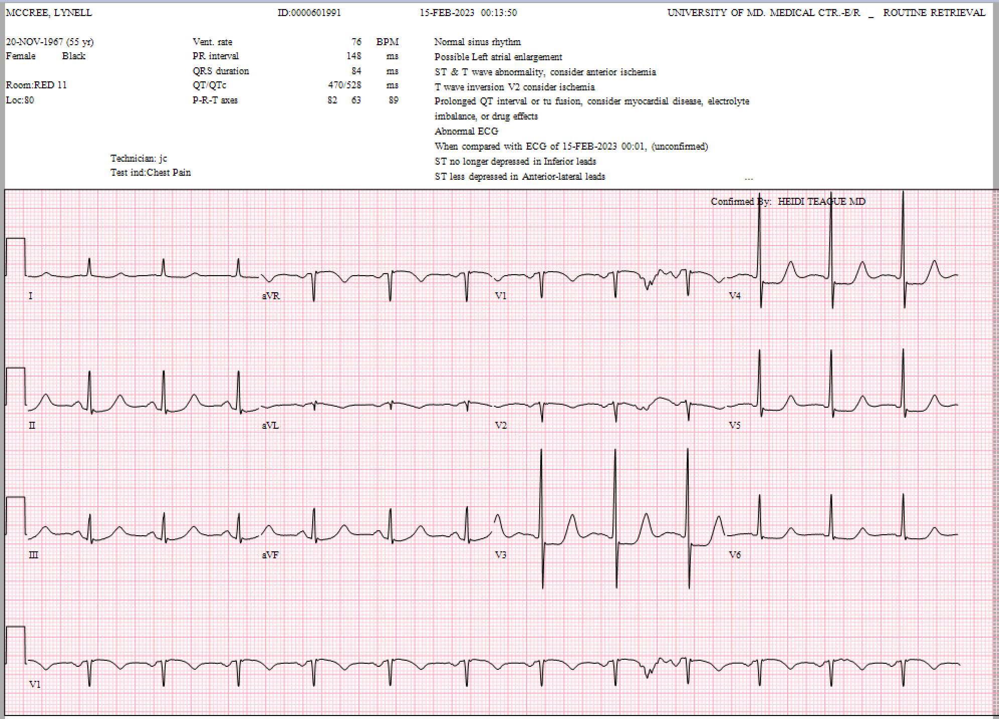 MCCREE, LYNELL ID:0000601991 15-FEB-2023 00:13:50 UNIVERSITY OF MD. MEDICAL CTR.-E/R _ ROUTINE RETRIEVAL
20-NOV-1967 (55 yr) Vent. rate 76 BPM Normal sinus rhythm
Female Black PR interval 148 ms Possible Left atrial enlargement
QRS duration 84 ms ST & T wave abnormality, consider anterior ischemia
Room:RED 11 QT/QTc 470/528 ms T wave inversion V2 consider ischemia
Loc:80 P-R-T axes 82 63 89 Prolonged QT interval or tu fusion, consider myocardial disease, electrolyte
imbalance, or drug effects
Abnormal ECG
When compared with ECG of 15-FEB-2023 00:01, (unconfirmed)
Technician: jc ST no longer depressed in Inferior leads
Test ind:Chest Pain ST less depressed in Anterior-lateral leads ...
Confirmed By: HEIDI TEAGUE MD
I aVR V1 V4
II aVL V2 V5
III aVF V3 V6
V1